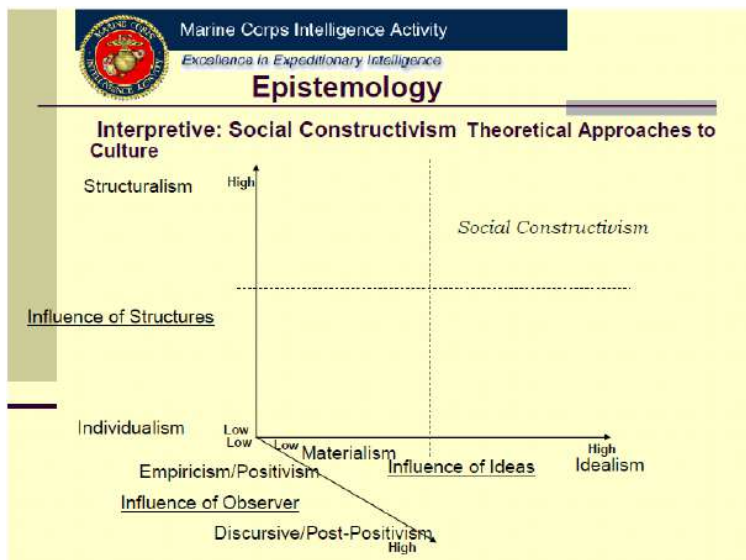 Marine Corps Intelligence Activity
Excellence in Expeditionary Intelligence
Epistemology
Interpretive: Social Constructivism Theoretical Approaches to
Culture
Structuralism
High
Social Constructivism
Influence of Structures
Individualism
Low
Low
Low
Materialism
High
Empiricism/Positivism
Influence of Ideas
Idealism
Influence of Observer
Discursive/Post-Positivism
High